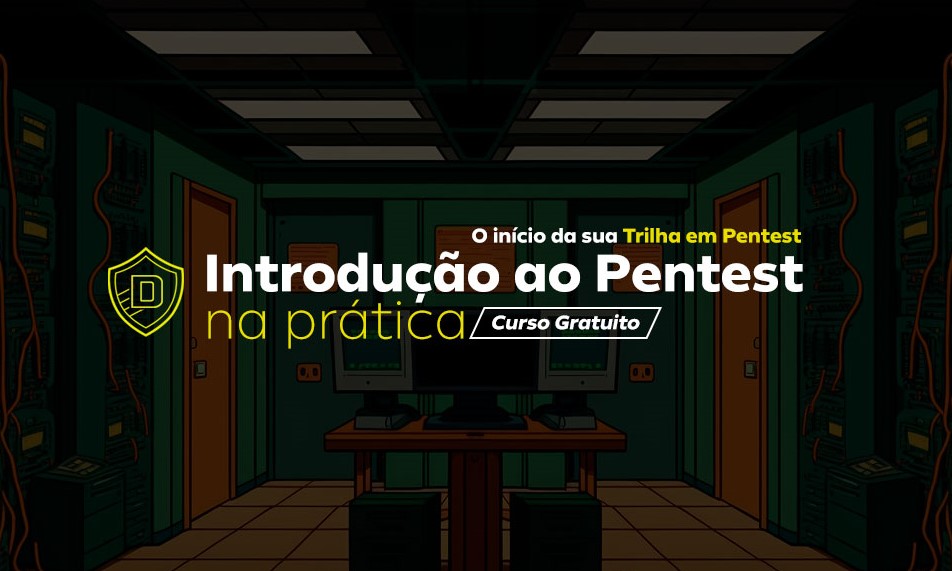 O início da sua Trilha em Pentest
Introdução ao Pentest
na prática
Curso Gratuito
D